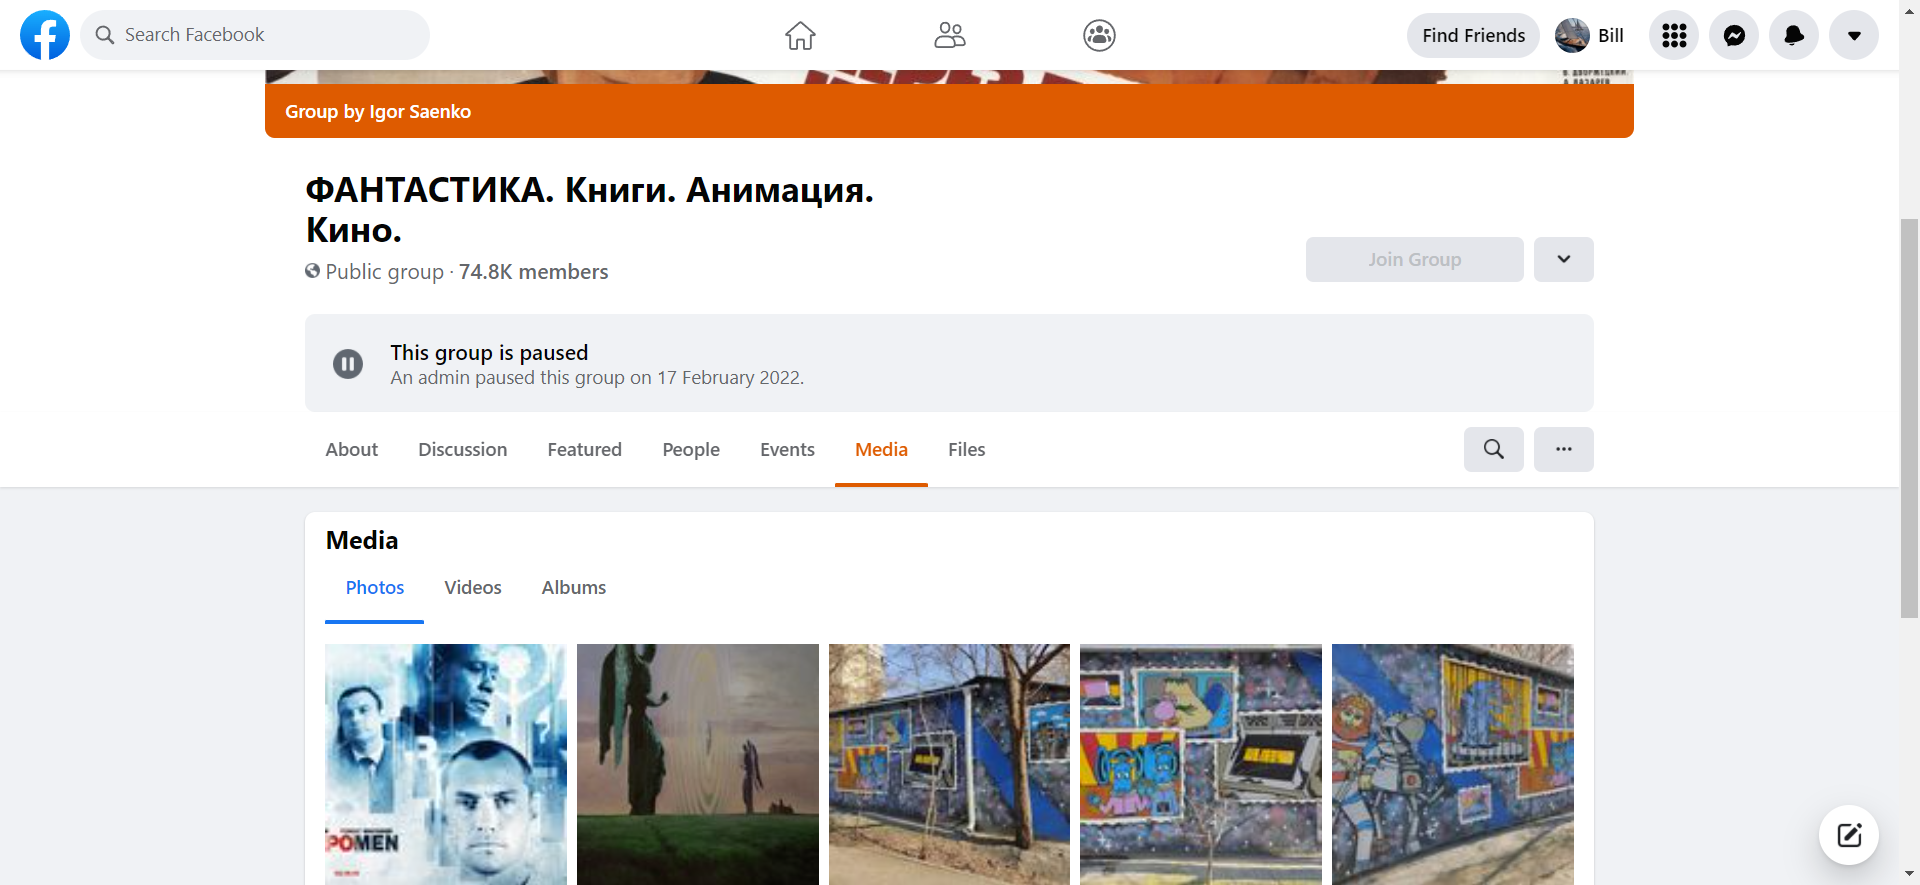 Search Facebook
Find Friends
Bill
В. ДВОРЖЕЦКИЙ
Group by Igor Saenko
ФАНТАСТИКА. Книги. Анимация.
Кино.
Public group · 74.8K members
Join Group
This group is paused
An admin paused this group on 17 February 2022.
About
Discussion
Featured
People
Events
Media
Files
Media
Photos
Videos
Albums
POMEN